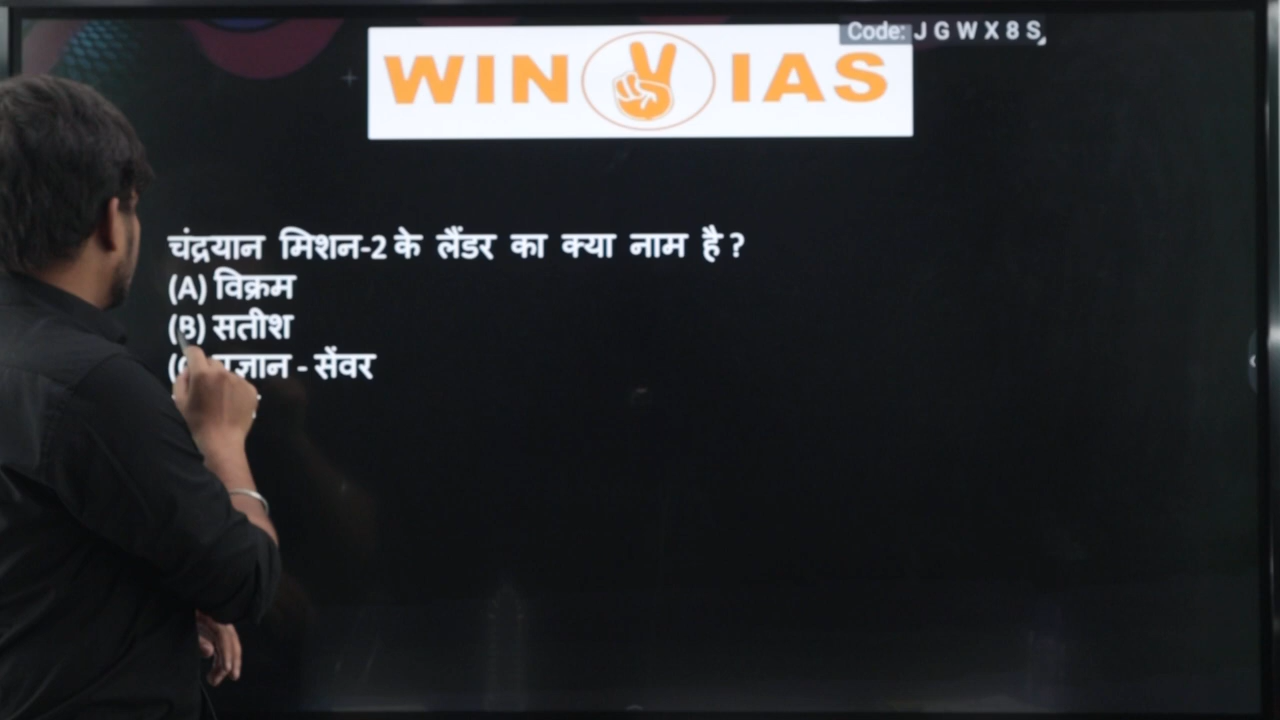 Code: J G W X 8 S
WIN IAS
चंद्रयान मिशन-2 के लैंडर का क्या नाम है ?
(A) विक्रम
(B) सतीश
- सेंवर